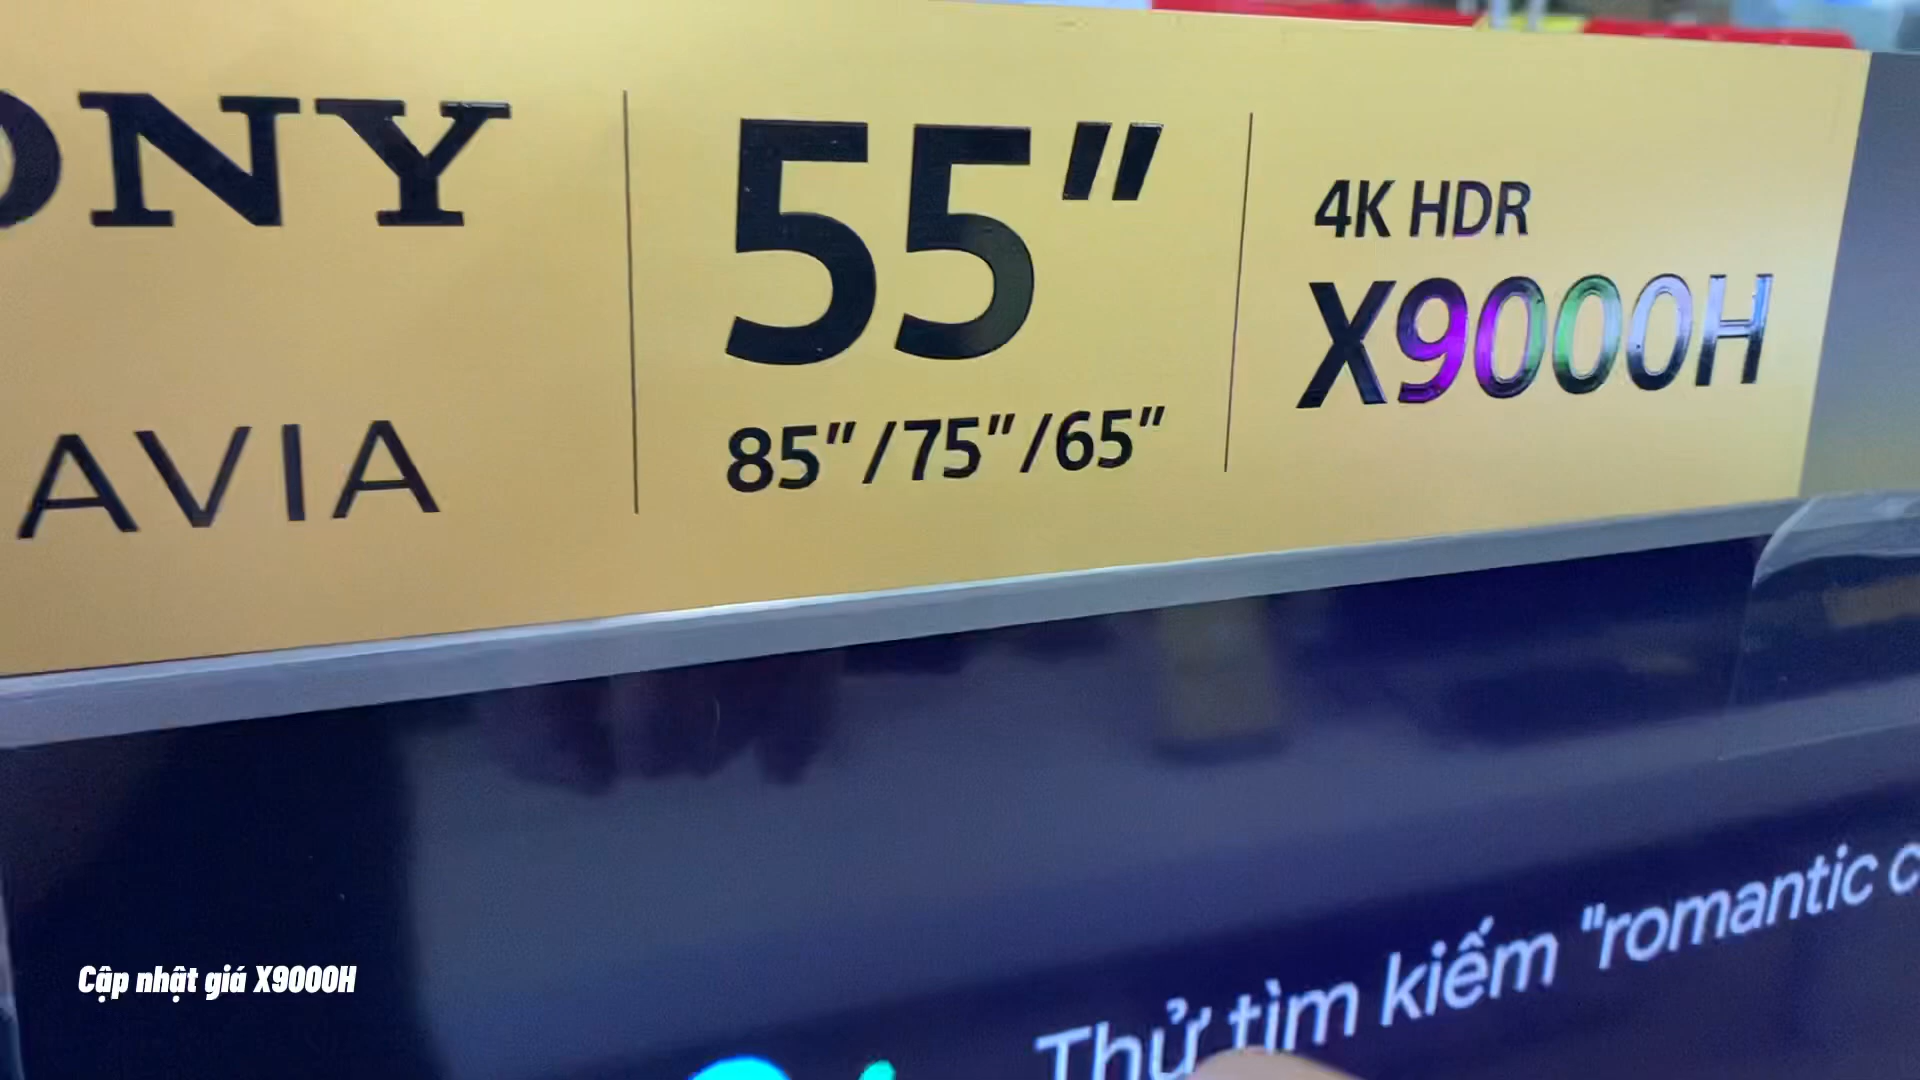 ONY
AVIA
55"
85"/75"/65"
4K HDR
X9000H
Thử tìm kiếm "romantic c
Cập nhật giá X9000H